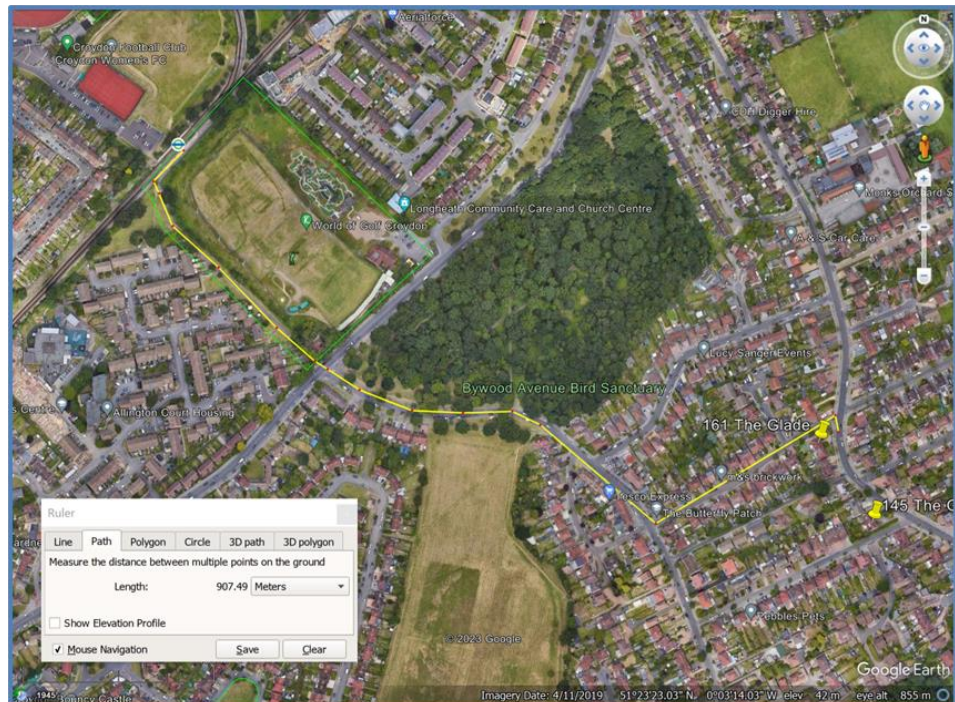 Aerialforce
Croydon Football Club
Croydon Women's FC
CDH Digger Hire
Monks Orchard S
Longheath Community Care and Church Centre
World of Golf Croydon
A & S Car Care
Lucy Sanger Events
Bywood Avenue Bird Sanctuary
s Centre
Allington Court Housing
161 The Glade
Tesco Express
The Butterfly Patch
145 The G
Ruler
Line Path Polygon Circle 3D path 3D polygon
Measure the distance between multiple points on the ground
Length: 907.49 Meters
Show Elevation Profile
Mouse Navigation Save Clear
Pebbles Pets
© 2023 Google
Google Earth
1945
Bouncy Castle
Imagery Date: 4/11/2019 51°23'23.03" N 0°03'14.03" W elev 42 m eye alt 855 m
N